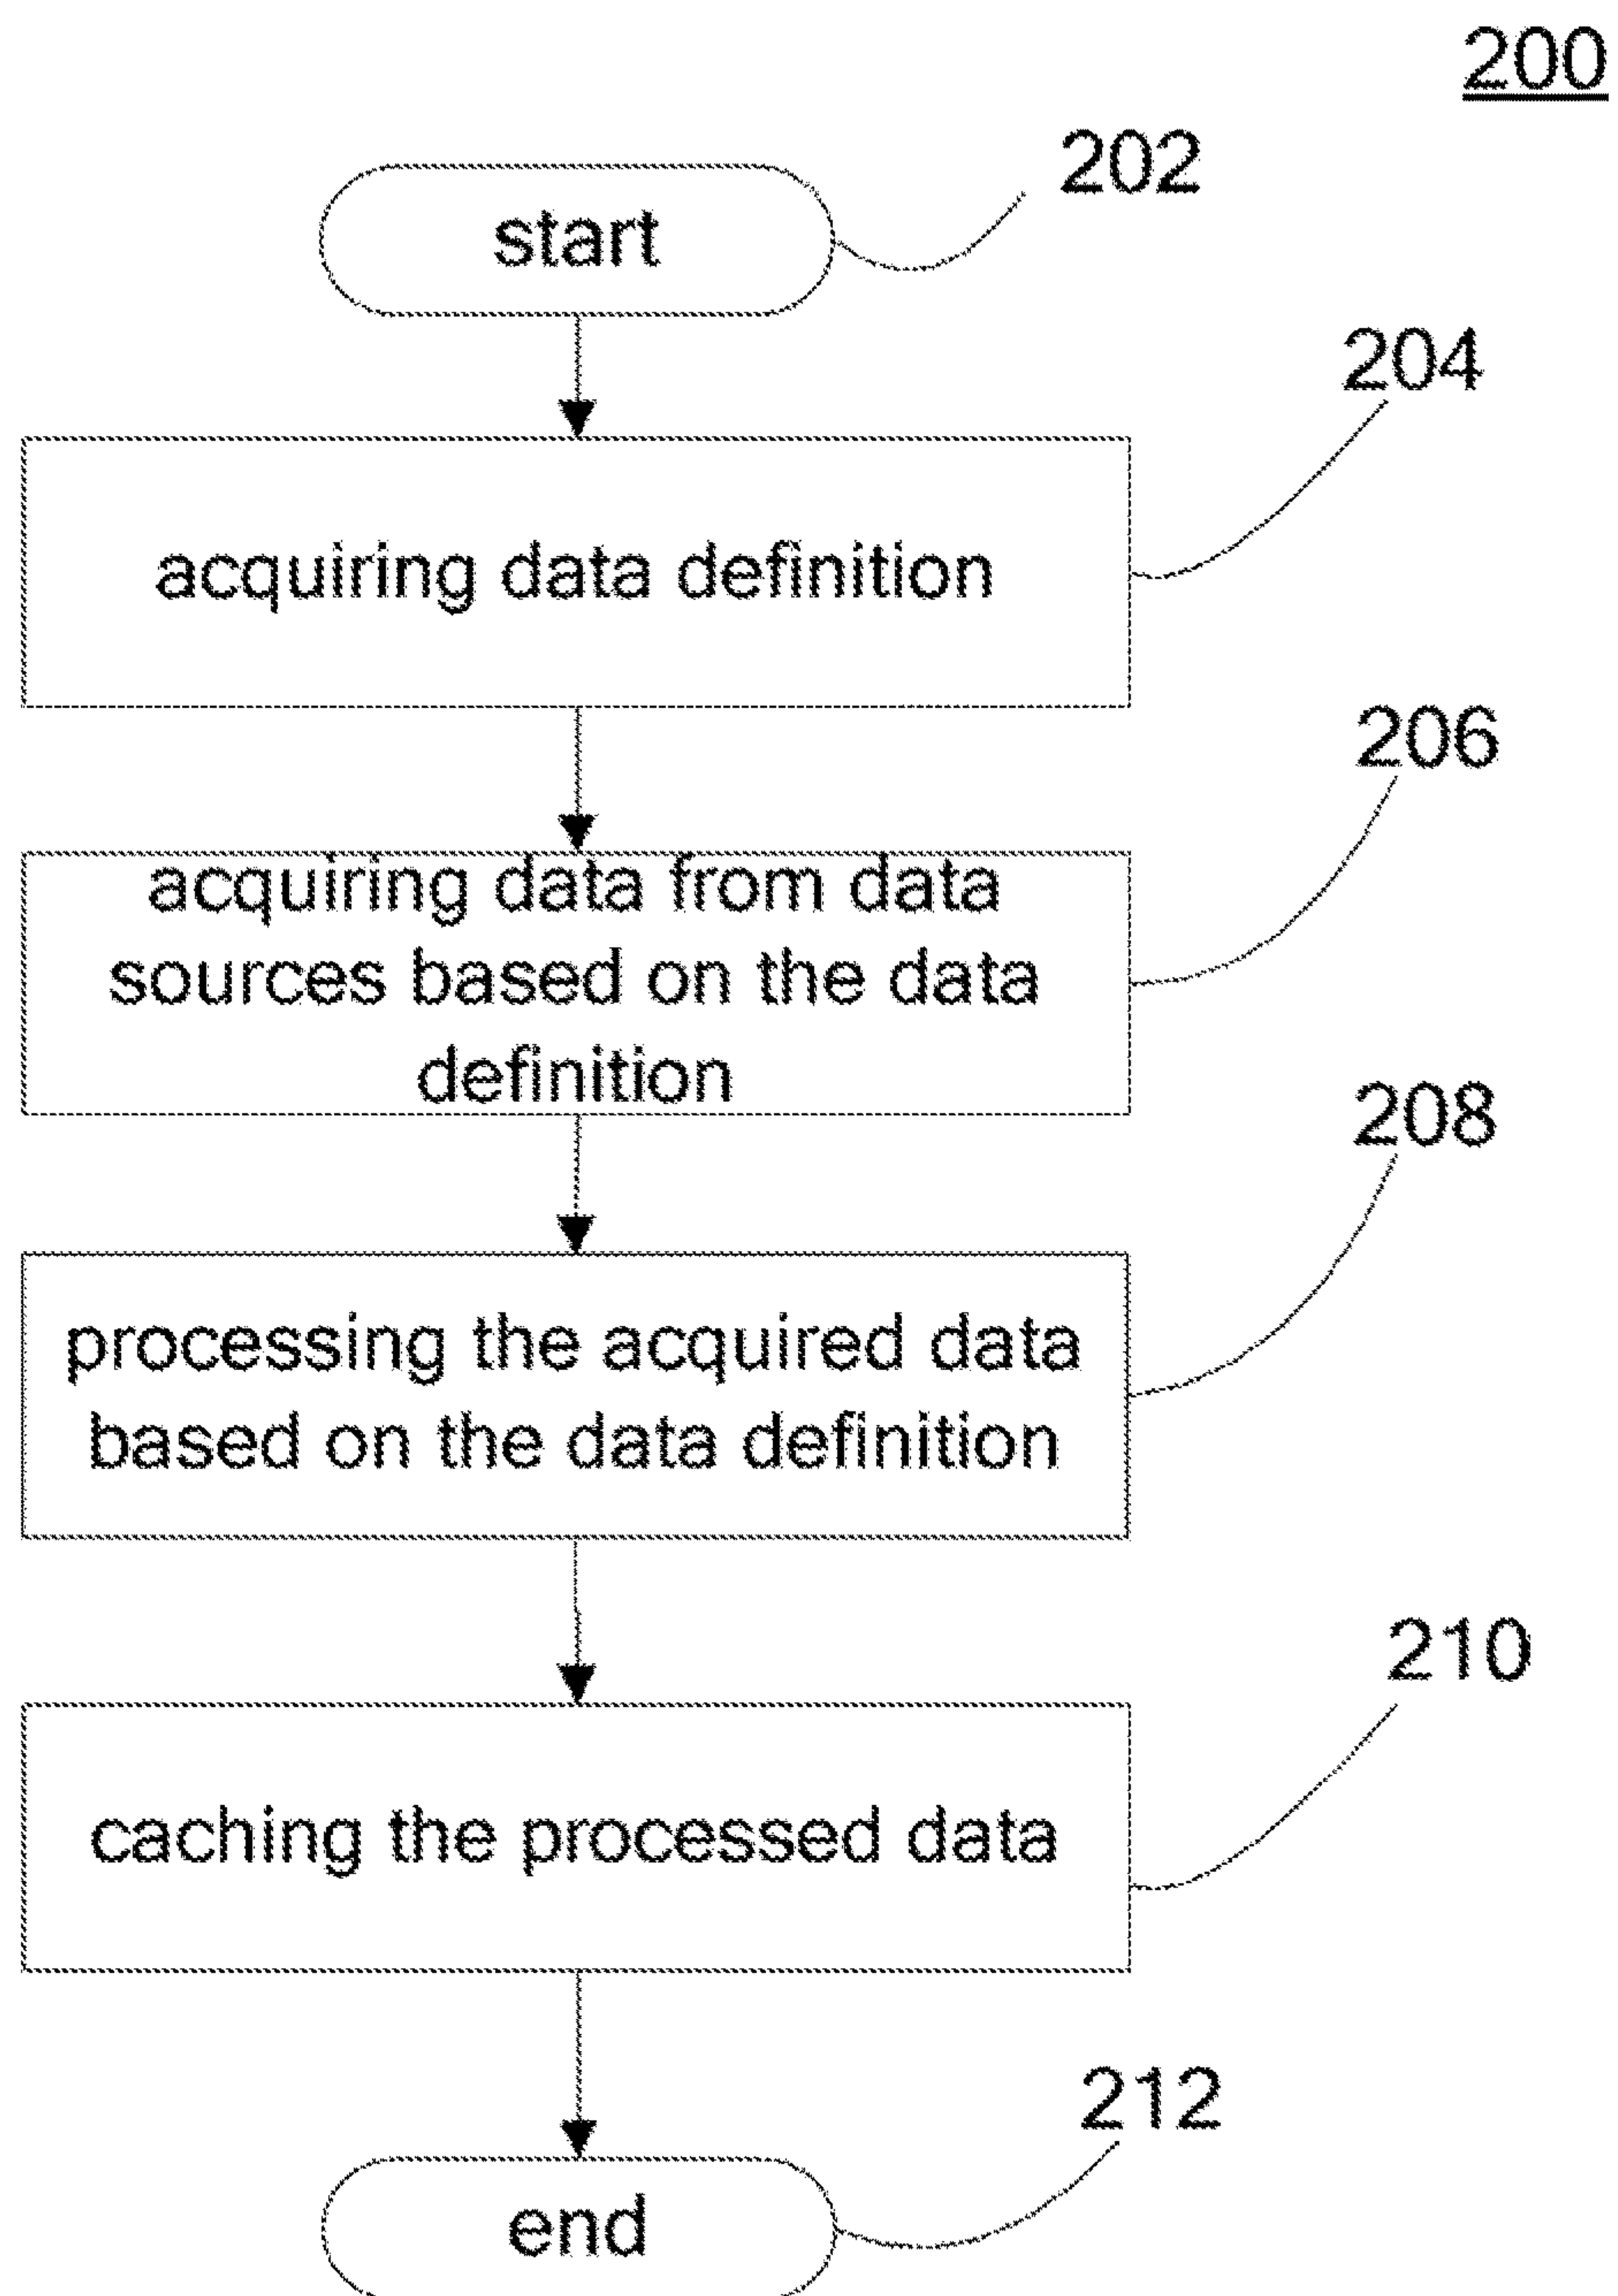 200
202
start
204
acquiring data definition
206
acquiring data from data
sources based on the data
definition
208
processing the acquired data
based on the data definition
210
caching the processed data
212
end